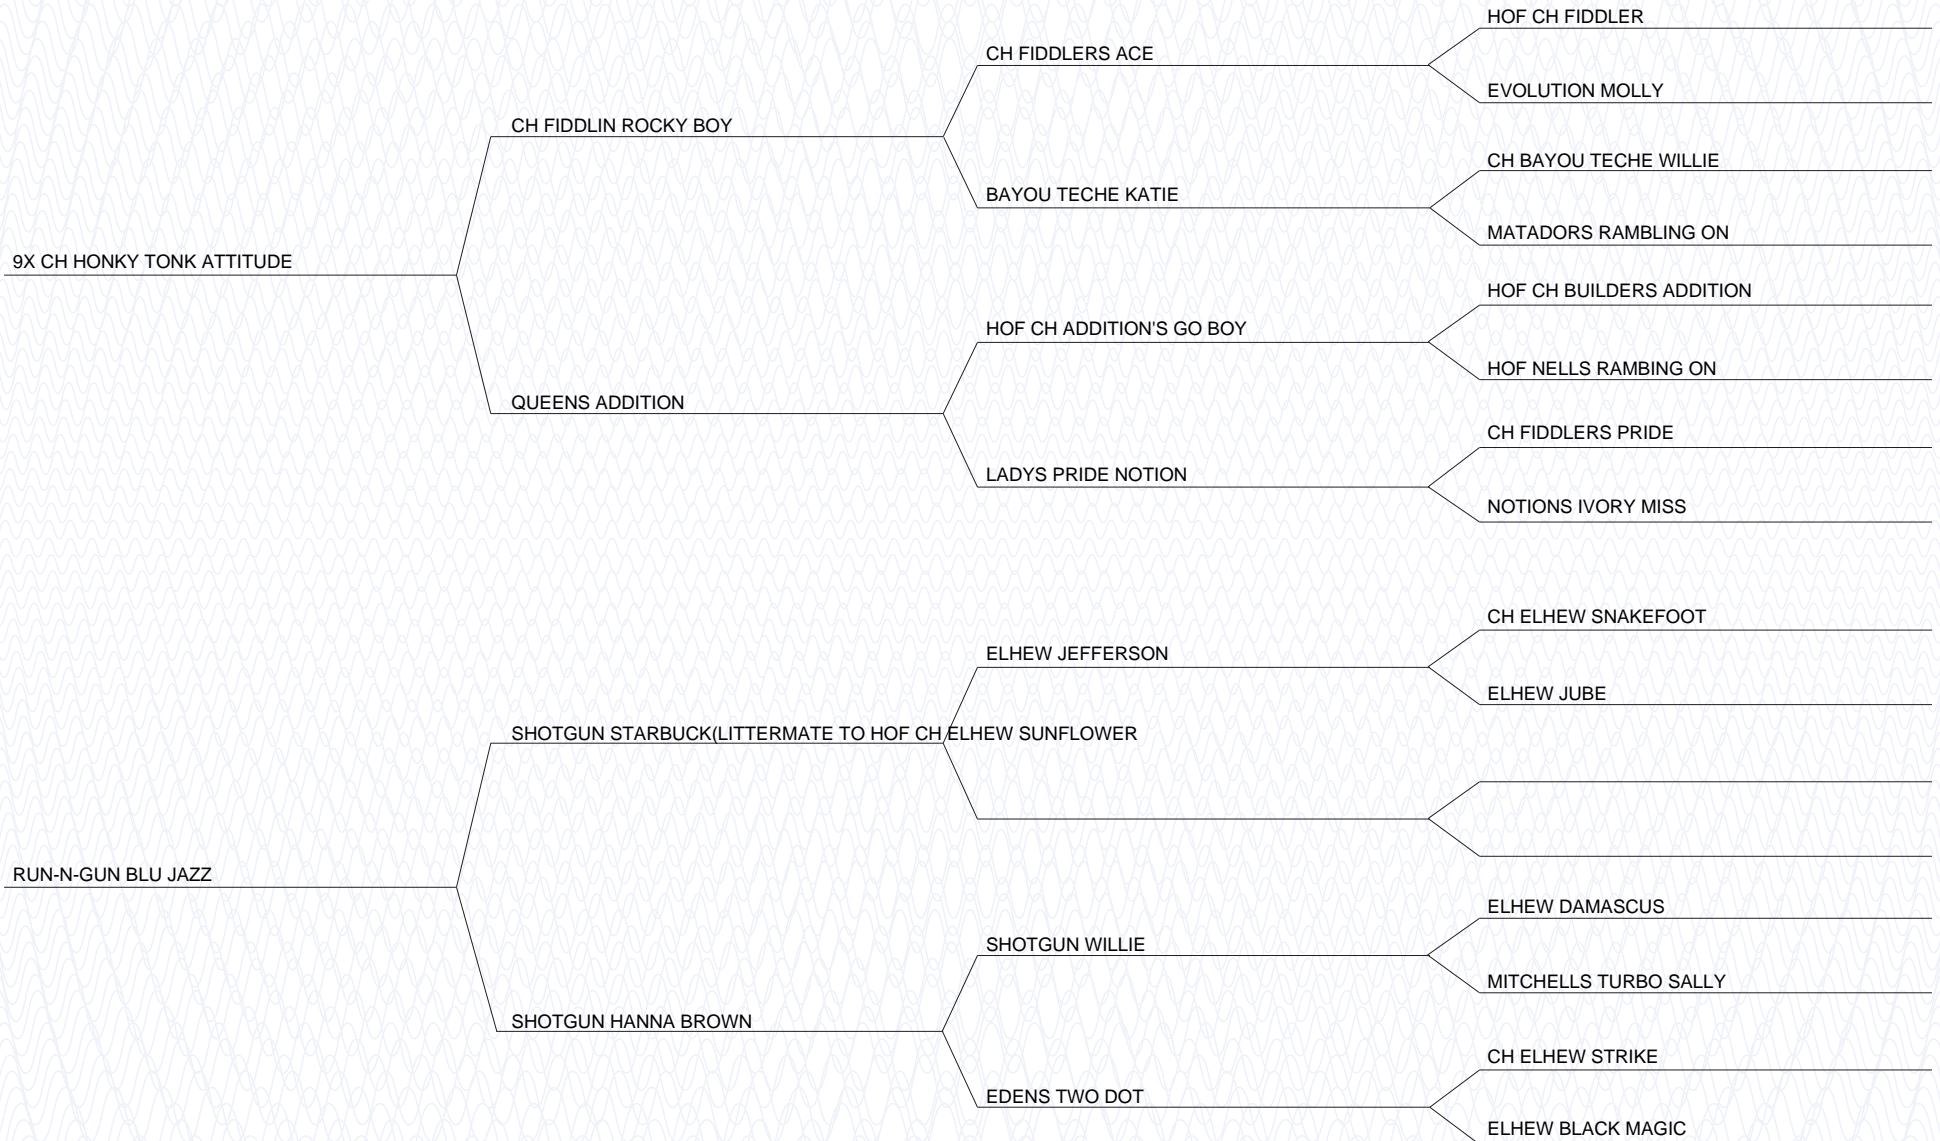 HOF CH FIDDLER
CH FIDDLERS ACE
EVOLUTION MOLLY
CH FIDDLIN ROCKY BOY
CH BAYOU TECHE WILLIE
BAYOU TECHE KATIE
MATADORS RAMBLING ON
9X CH HONKY TONK ATTITUDE
HOF CH BUILDERS ADDITION
HOF CH ADDITION'S GO BOY
HOF NELLS RAMBING ON
QUEENS ADDITION
CH FIDDLERS PRIDE
LADYS PRIDE NOTION
NOTIONS IVORY MISS
CH ELHEW SNAKEFOOT
ELHEW JEFFERSON
ELHEW JUBE
SHOTGUN STARBUCK(LITTERMATE TO HOF CH ELHEW SUNFLOWER
RUN-N-GUN BLU JAZZ
ELHEW DAMASCUS
SHOTGUN WILLIE
MITCHELLS TURBO SALLY
SHOTGUN HANNA BROWN
CH ELHEW STRIKE
EDENS TWO DOT
ELHEW BLACK MAGIC